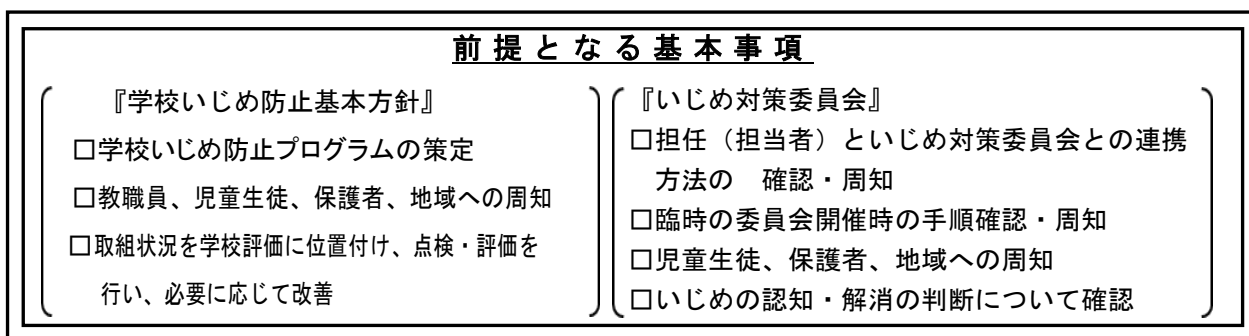 前提となる基本事項
『学校いじめ防止基本方針』
□学校いじめ防止プログラムの策定
□教職員、児童生徒、保護者、地域への周知
□取組状況を学校評価に位置付け、点検・評価を
行い、必要に応じて改善
『いじめ対策委員会』
□担任（担当者）といじめ対策委員会との連携
方法の　確認・周知
□臨時の委員会開催時の手順確認・周知
□児童生徒、保護者、地域への周知
□いじめの認知・解消の判断について確認